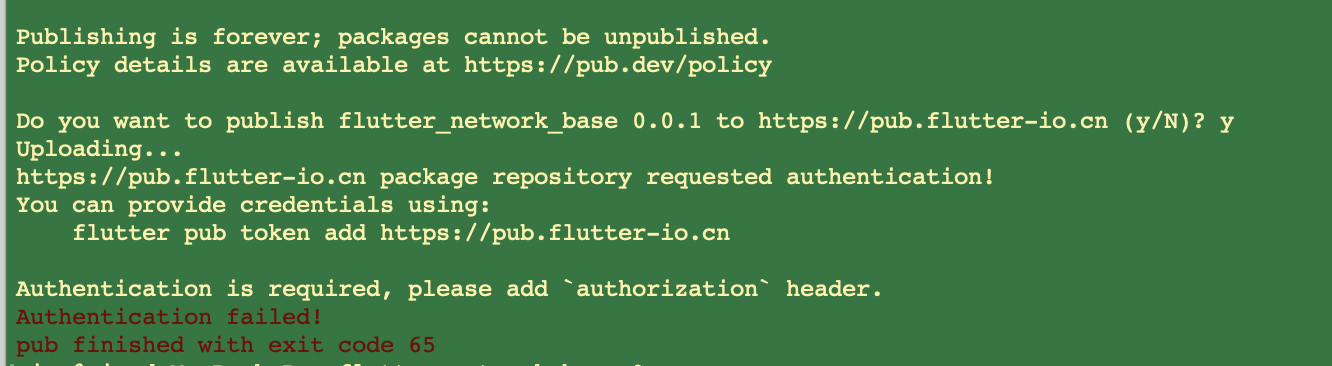 Publishing is forever; packages cannot be unpublished.
Policy details are available at https://pub.dev/policy
Do you want to publish flutter_network_base 0.0.1 to https://pub.flutter-io.cn (y/N)? y
Uploading...
https://pub.flutter-io.cn package repository requested authentication!
You can provide credentials using:
    flutter pub token add https://pub.flutter-io.cn
Authentication is required, please add `authorization` header.
Authentication failed!
pub finished with exit code 65